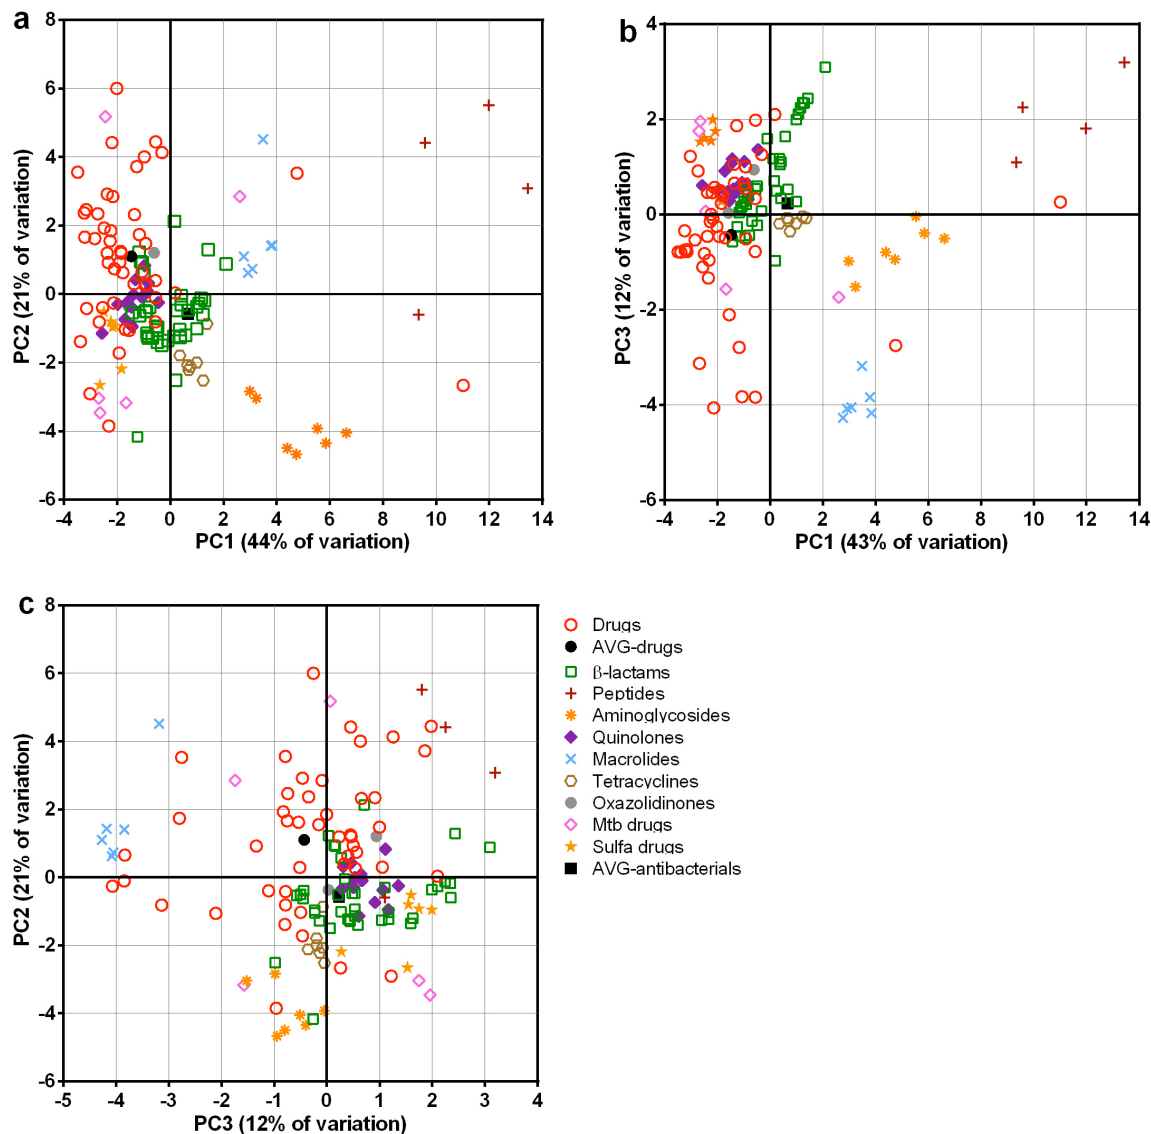 a
8
6
4
2
0
-2
-4
-6
PC2 (21% of variation)
-4 -2 0 2 4 6 8 10 12 14
PC1 (44% of variation)
b
4
2
0
-2
-4
-6
PC3 (12% of variation)
-4 -2 0 2 4 6 8 10 12 14
PC1 (43% of variation)
c
8
6
4
2
0
-2
-4
-6
PC2 (21% of variation)
-5 -4 -3 -2 -1 0 1 2 3 4
PC3 (12% of variation)
Drugs
AVG-drugs
β-lactams
Peptides
Aminoglycosides
Quinolones
Macrolides
Tetracyclines
Oxazolidinones
Mtb drugs
Sulfa drugs
AVG-antibacterials